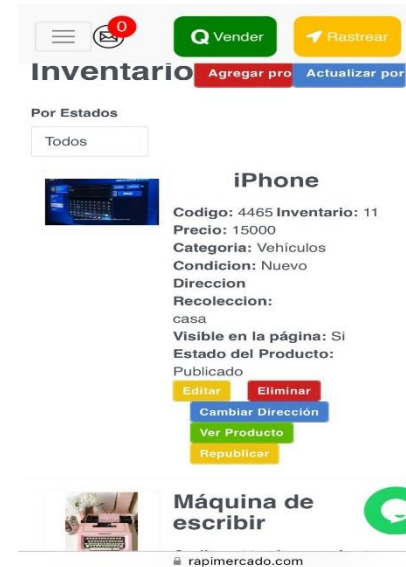 0
Vender
Rastrear
Inventario
Agregar pro
Actualizar por
Por Estados
Todos
iPhone
Codigo: 4465 Inventario: 11
Precio: 15000
Categoria: Vehículos
Condicion: Nuevo
Direccion
Recoleccion:
casa
Visible en la página: Si
Estado del Producto:
Publicado
Editar Eliminar
Cambiar Dirección
Ver Producto
Republicar
Máquina de
escribir
rapimercado.com